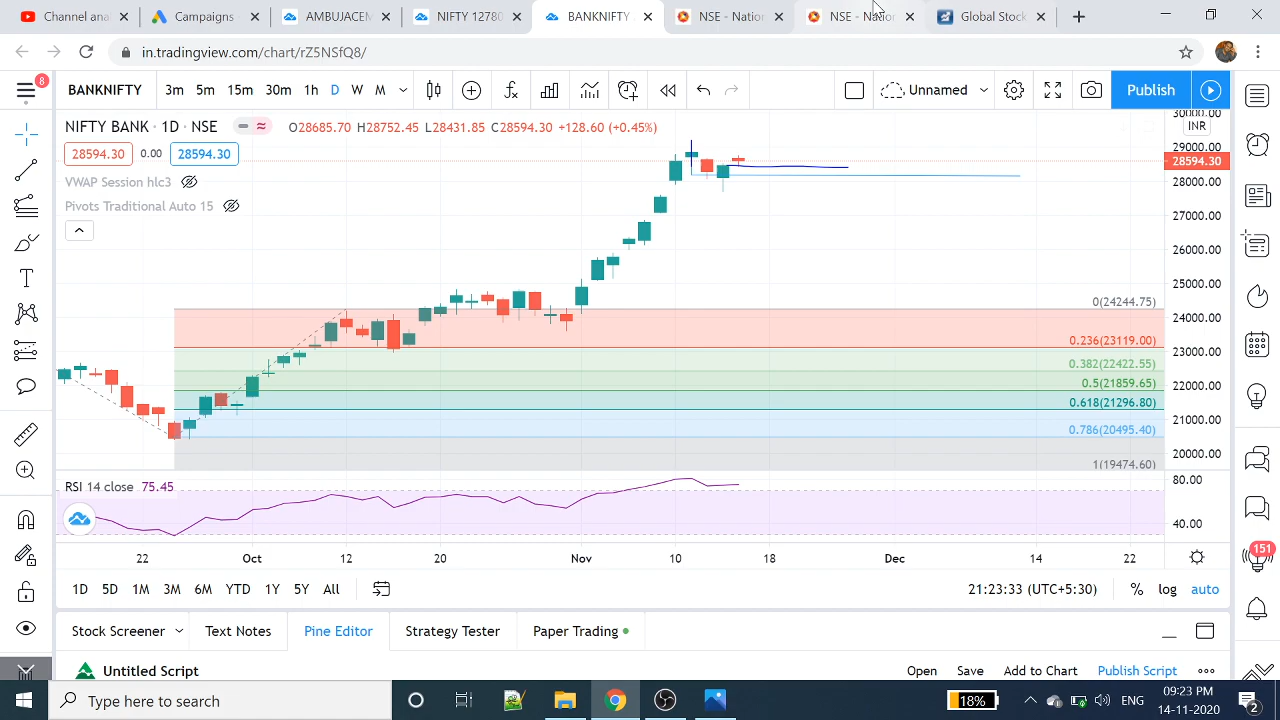 Channel ana
Campaigns
AMBUJACEM
NIFTY 12780
BANKNIFTY
NSE - Nation
NSE - Nation
Global Stock
in.tradingview.com/chart/rZ5NSfQ8/
8
BANKNIFTY 3m 5m 15m 30m 1h D W M Unnamed Publish
NIFTY BANK · 1D · NSE O28685.70 H28752.45 L28431.85 C28594.30 +128.60 (+0.45%)
28594.30 0.00 28594.30
VWAP Session hlc3
Pivots Traditional Auto 15
30000.00
INR
29000.00
28594.30
28000.00
27000.00
26000.00
25000.00
24000.00
23000.00
22000.00
21000.00
20000.00
0(24244.75)
0.236(23119.00)
0.382(22422.55)
0.5(21859.65)
0.618(21296.80)
0.786(20495.40)
1(19474.60)
RSI 14 close 75.45
80.00
40.00
22 Oct 12 20 Nov 10 18 Dec 14 22
1D 5D 1M 3M 6M YTD 1Y 5Y All 21:23:33 (UTC+5:30) % log auto
151
Stock Screener Text Notes Pine Editor Strategy Tester Paper Trading
Untitled Script Open Save Add to Chart Publish Script
Type here to search 18% ENG 09:23 PM
14-11-2020
2